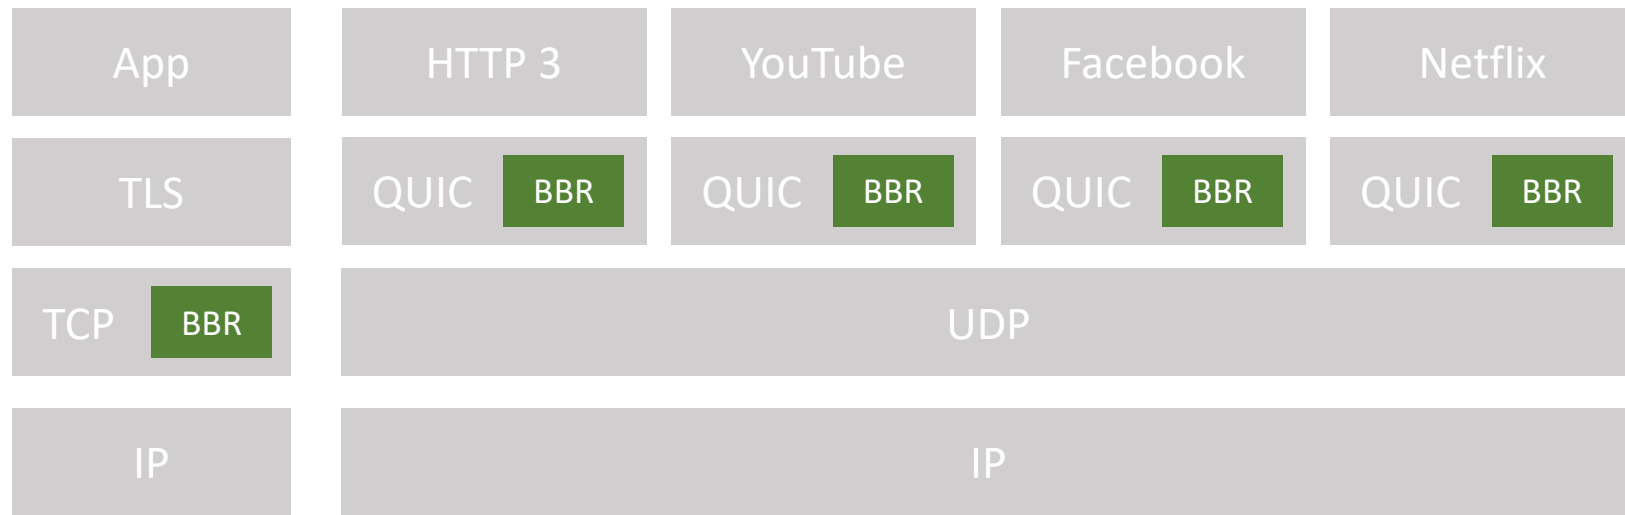 App HTTP 3 YouTube Facebook Netflix
TLS QUIC BBR QUIC BBR QUIC BBR QUIC BBR
TCP BBR UDP
IP IP